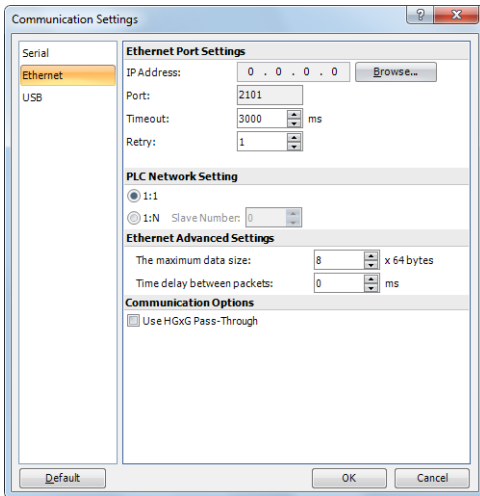 Communication Settings
Serial
Ethernet
USB
Ethernet Port Settings
IP Address: 0 . 0 . 0 . 0 Browse...
Port: 2101
Timeout: 3000 ms
Retry: 1
PLC Network Setting
1:1
1:N Slave Number: 0
Ethernet Advanced Settings
The maximum data size: 8 x 64 bytes
Time delay between packets: 0 ms
Communication Options
Use HGxG Pass-Through
Default OK Cancel